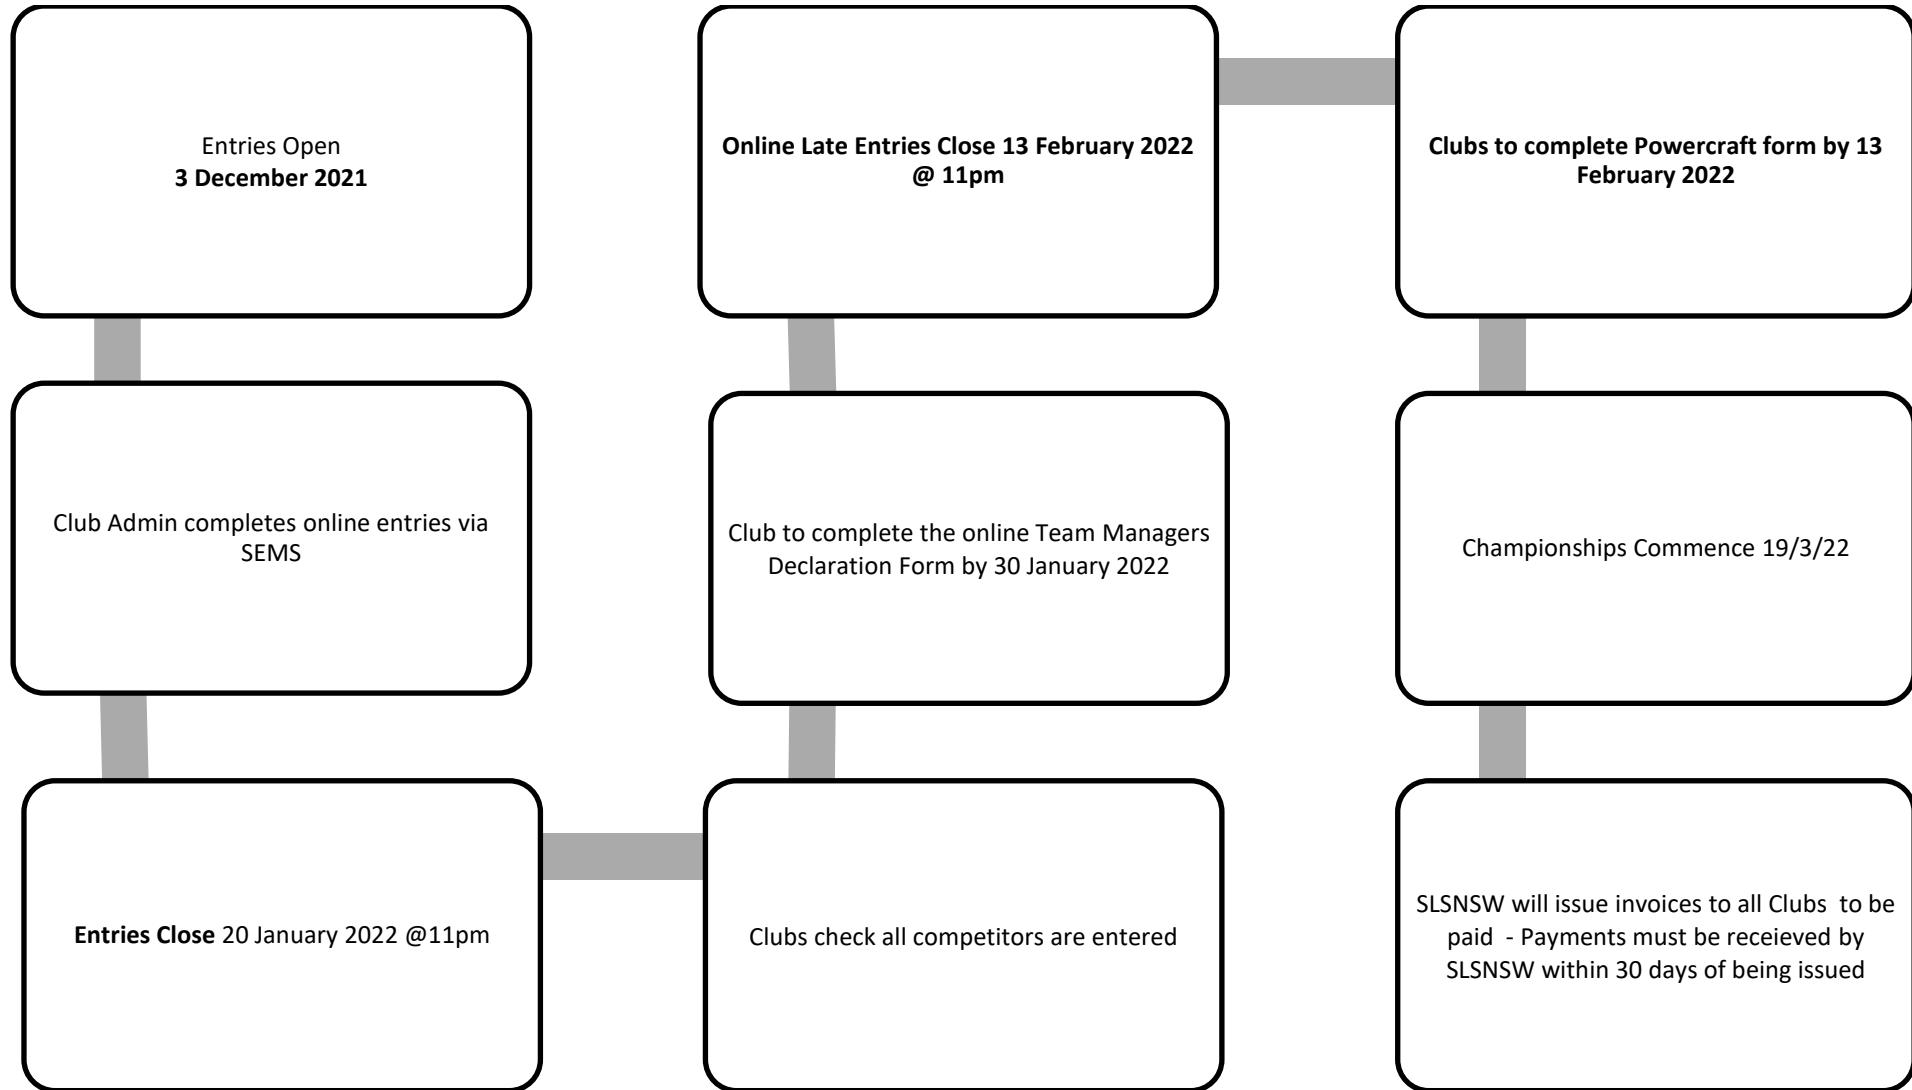 Entries Open
3 December 2021
Club Admin completes online entries via
SEMS
Entries Close 20 January 2022 @11pm
Clubs check all competitors are entered
Club to complete the online Team Managers
Declaration Form by 30 January 2022
Online Late Entries Close 13 February 2022
@ 11pm
Clubs to complete Powercraft form by 13
February 2022
Championships Commence 19/3/22
SLSNSW will issue invoices to all Clubs  to be
paid  - Payments must be receieved by
SLSNSW within 30 days of being issued